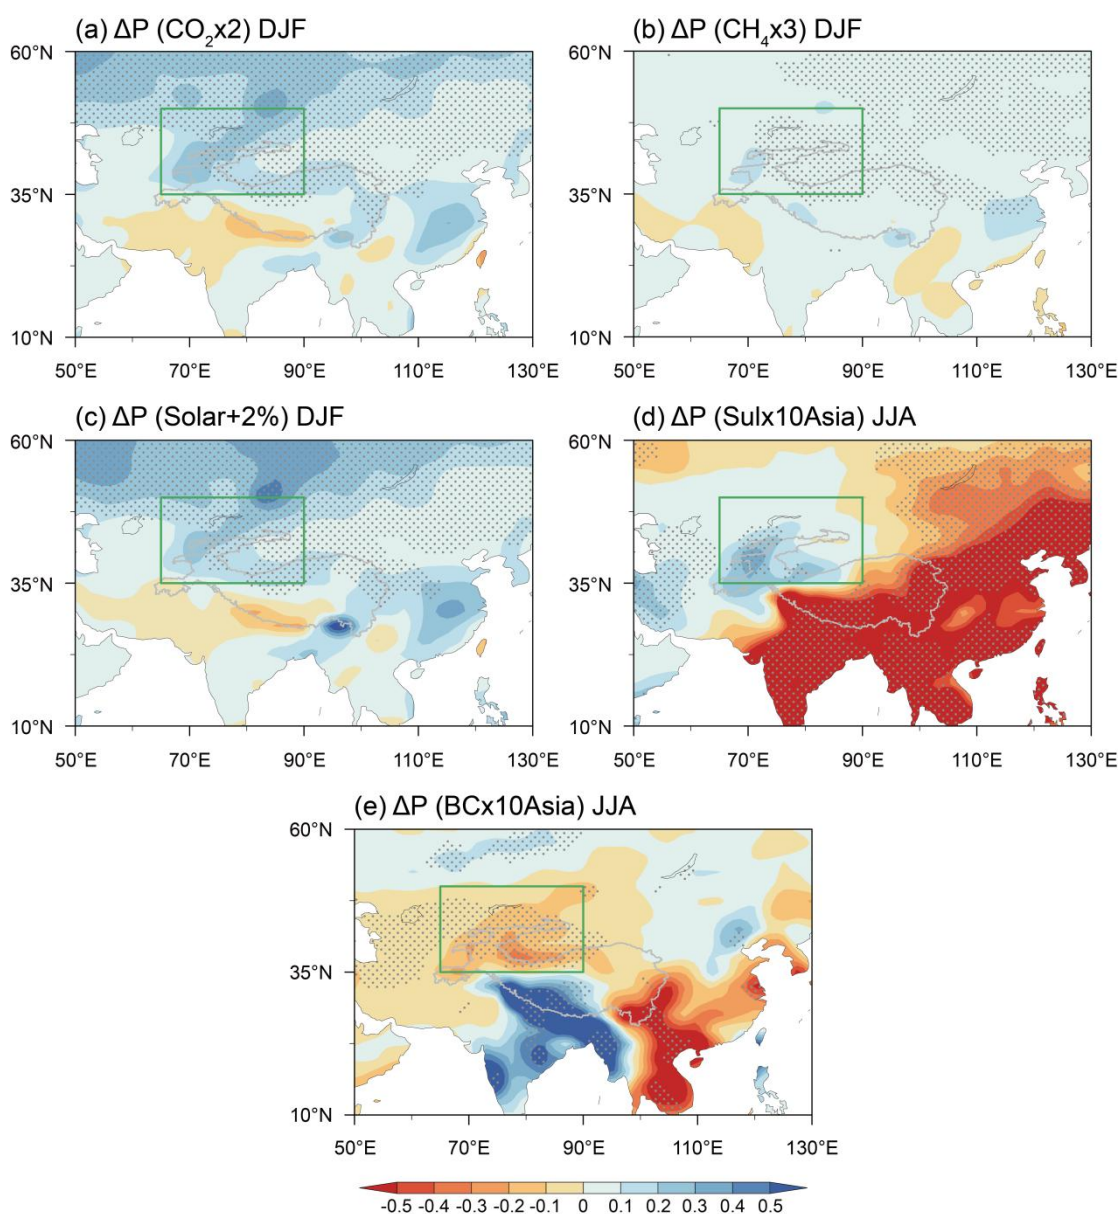 (a) ΔP (CO₂x2) DJF
(b) ΔP (CH₄x3) DJF
60°N
60°N
35°N
35°N
10°N
10°N
50°E 70°E 90°E 110°E 130°E
50°E 70°E 90°E 110°E 130°E
(c) ΔP (Solar+2%) DJF
(d) ΔP (Sulx10Asia) JJA
60°N
60°N
35°N
35°N
10°N
10°N
50°E 70°E 90°E 110°E 130°E
50°E 70°E 90°E 110°E 130°E
(e) ΔP (BCx10Asia) JJA
60°N
35°N
10°N
50°E 70°E 90°E 110°E 130°E
-0.5 -0.4 -0.3 -0.2 -0.1 0 0.1 0.2 0.3 0.4 0.5